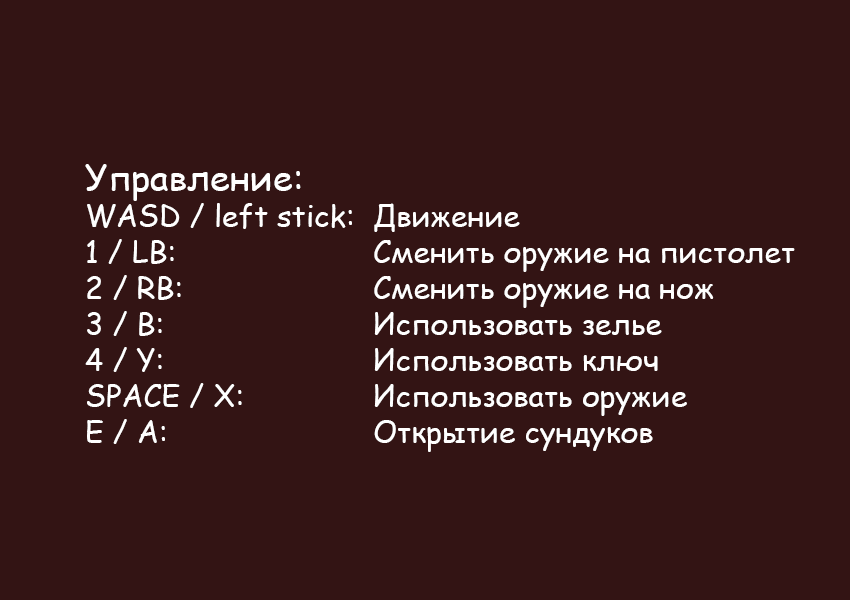 Управление:
WASD / left stick: Движение
1 / LB: Сменить оружие на пистолет
2 / RB: Сменить оружие на нож
3 / B: Использовать зелье
4 / Y: Использовать ключ
SPACE / X: Использовать оружие
E / A: Открытие сундуков